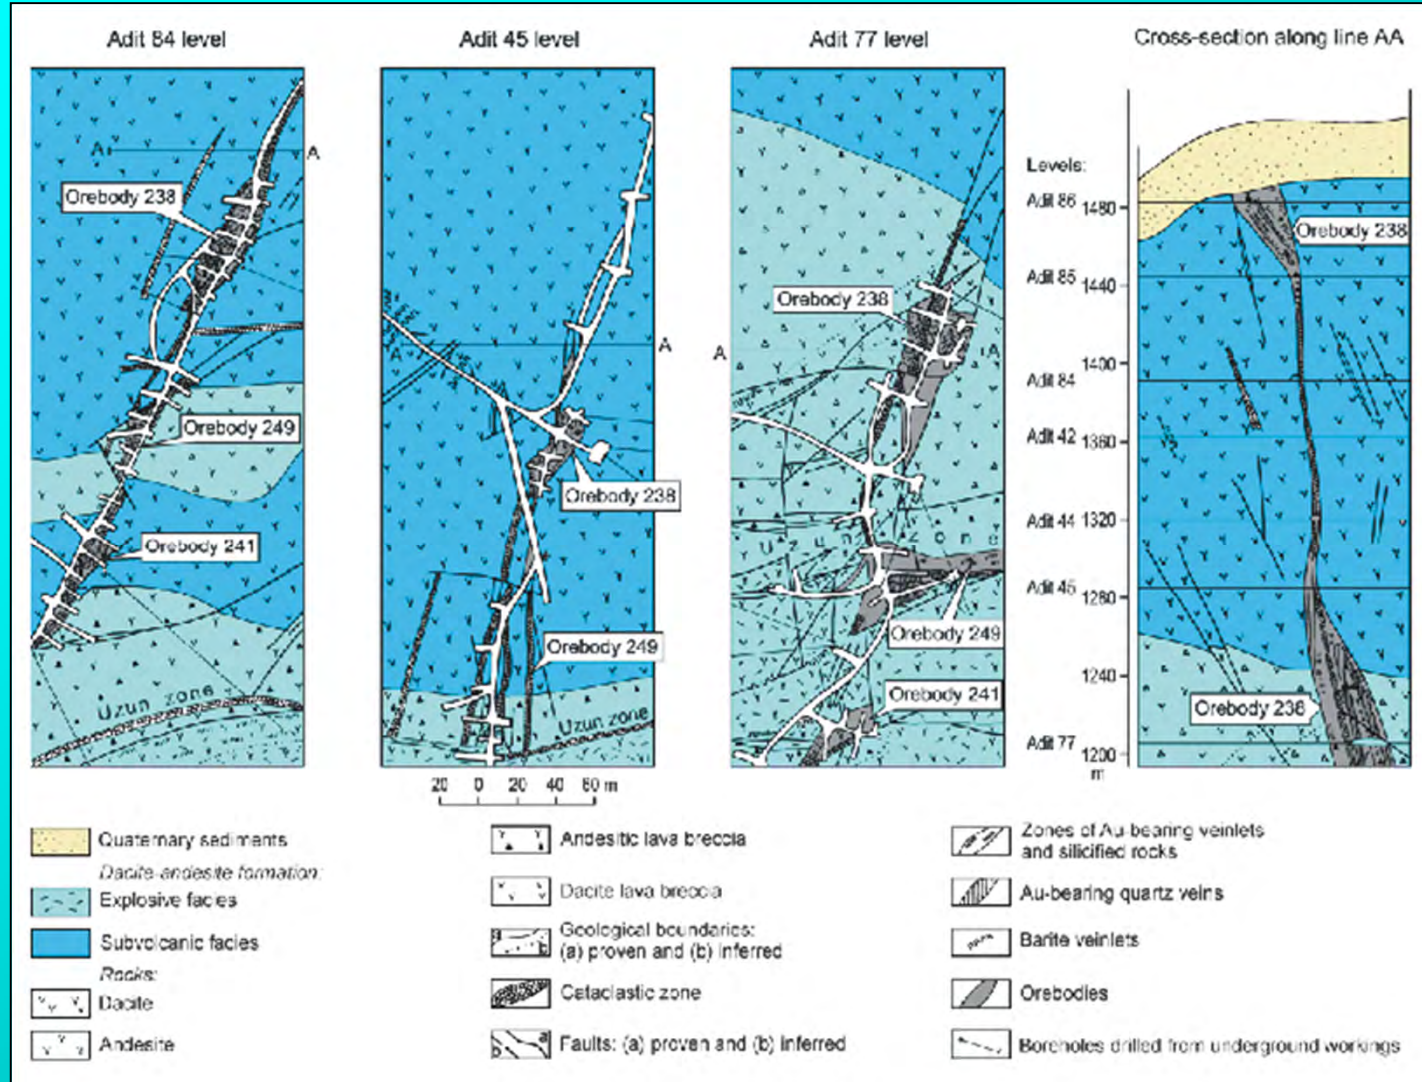 Adit 84 level
Adit 45 level
Adit 77 level
Cross-section along line AA
A
A
Orebody 238
Orebody 249
Orebody 241
Uzun zone
A
A
Orebody 238
Orebody 249
Uzun zone
A
A
Orebody 238
Uzun zone
Orebody 249
Orebody 241
Levels:
Adit 86
1480
Adit 85
1440
1400
Adit 84
Adit 42
1360
Adit 44
1320
Adit 45
1280
1240
Adit 77
1200
m
Orebody 238
Orebody 238
20 0 20 40 60 m
Quaternary sediments
Dacite-andesite formation:
Explosive facies
Subvolcanic facies
Rocks:
Dacite
Andesite
Andesitic lava breccia
Dacite lava breccia
a
b
Geological boundaries:
(a) proven and (b) inferred
Cataclastic zone
a
b
Faults: (a) proven and (b) inferred
Zones of Au-bearing veinlets
and silicified rocks
Au-bearing quartz veins
Barite veinlets
Orebodies
Boreholes drilled from underground workings